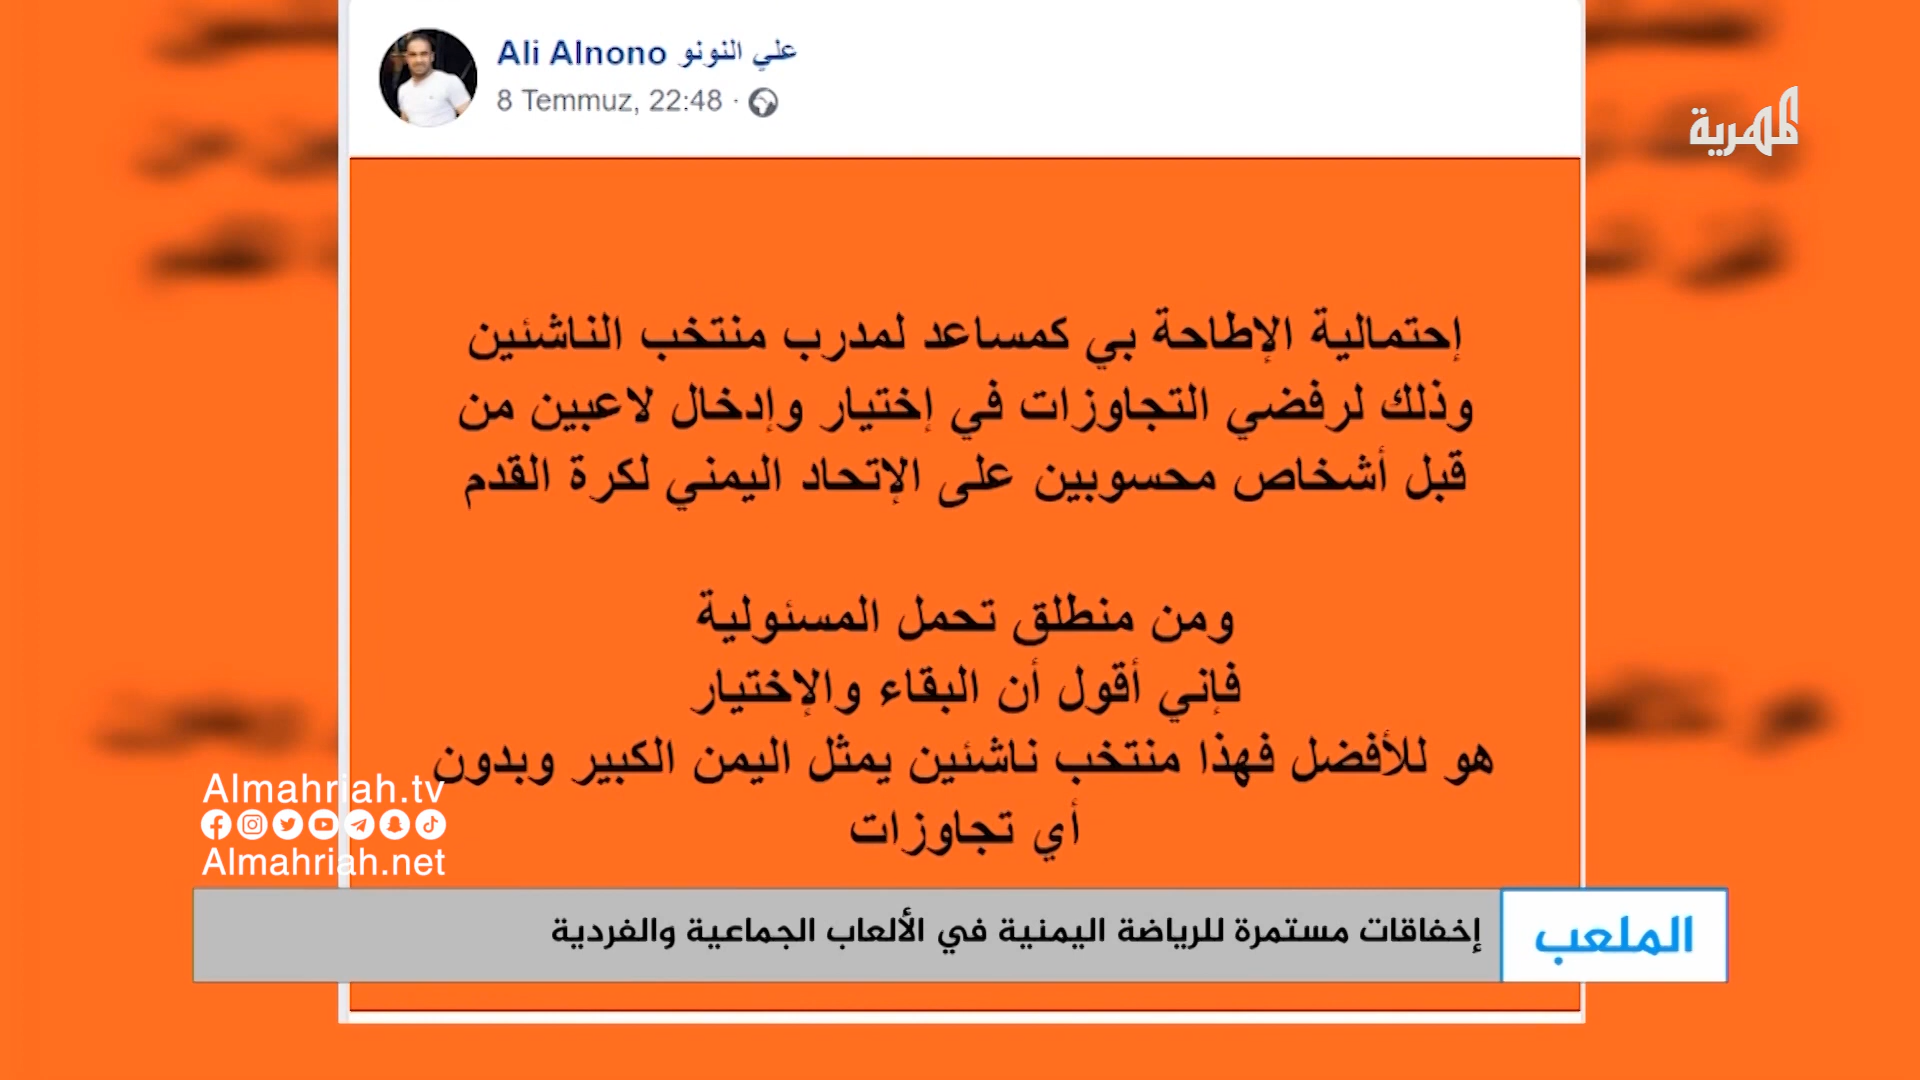 Ali Alnono علي النونو
8 Temmuz, 22:48 ·
المهرية
إحتمالية الإطاحة بي كمساعد لمدرب منتخب الناشئين
وذلك لرفضي التجاوزات في إختيار وإدخال لاعبين من
قبل أشخاص محسوبين على الإتحاد اليمني لكرة القدم
ومن منطلق تحمل المسئولية
فإني أقول أن البقاء والإختيار
هو للأفضل فهذا منتخب ناشئين يمثل اليمن الكبير وبدون
أي تجاوزات
Almahriah.tv
Almahriah.net
الملعب
إخفاقات مستمرة للرياضة اليمنية في الألعاب الجماعية والفردية